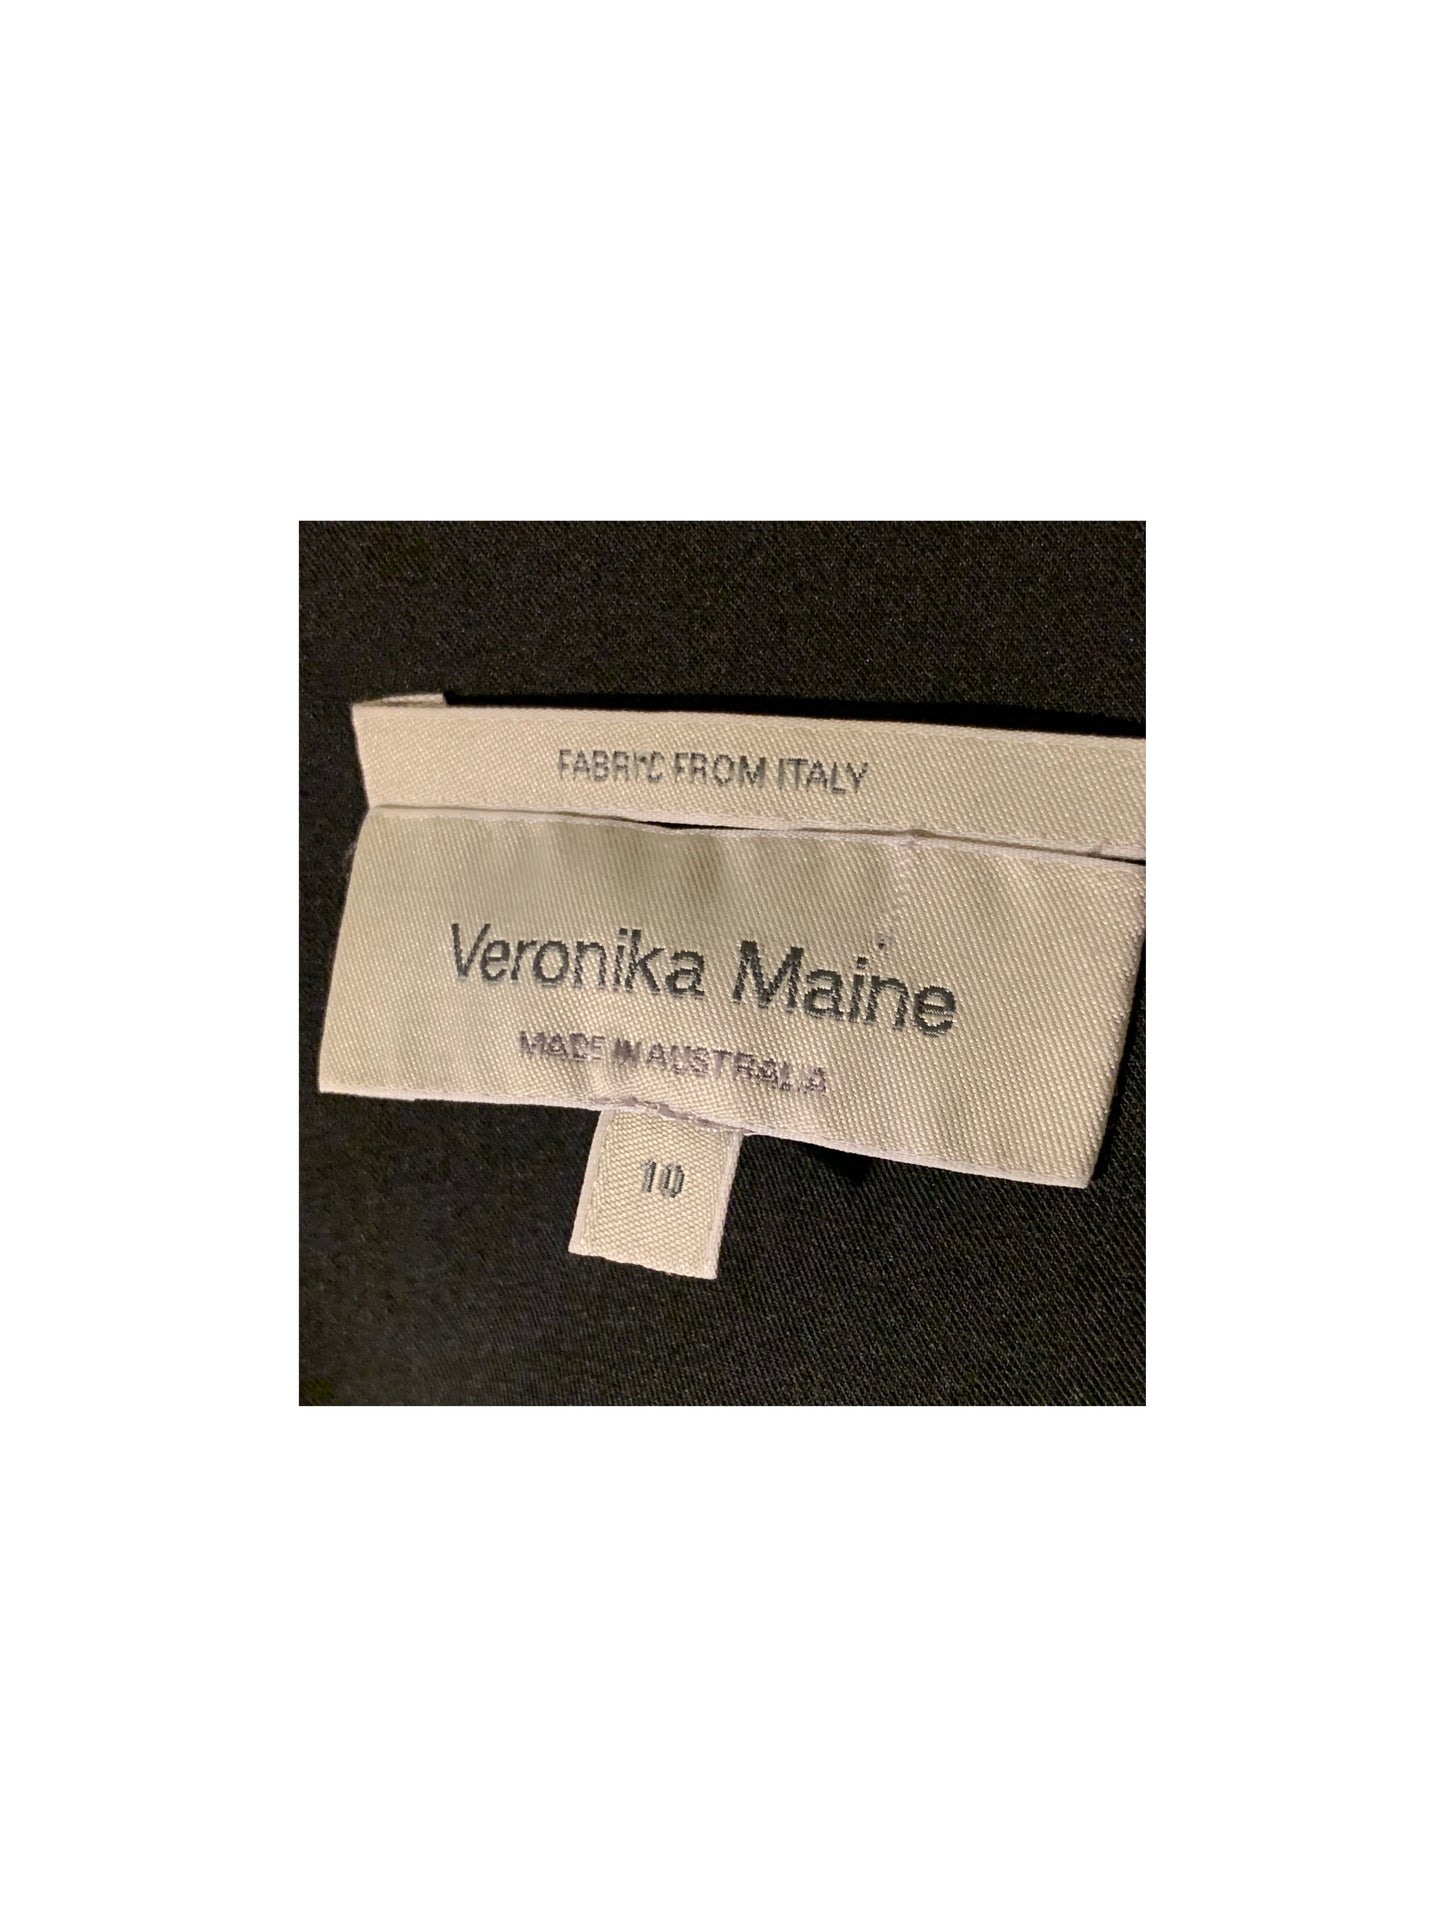 FABRIC FROM ITALY
Veronika Maine
MADE IN AUSTRALIA
10